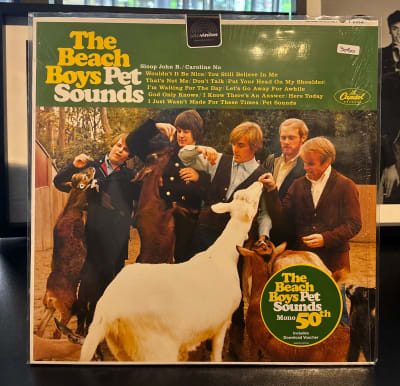 The
Beach
Boys Pet
Sounds
Sloop John B./Caroline No
Wouldn't It Be Nice/You Still Believe In Me
That's Not Me/Don't Talk (Put Your Head On My Shoulder)
I'm Waiting For The Day/Let's Go Away For Awhile
God Only Knows/I Know There's An Answer/Here Today
I Just Wasn't Made For These Times/Pet Sounds
Capitol
The
Beach
Boys Pet
Sounds
Mono 50th
Includes
Download Voucher